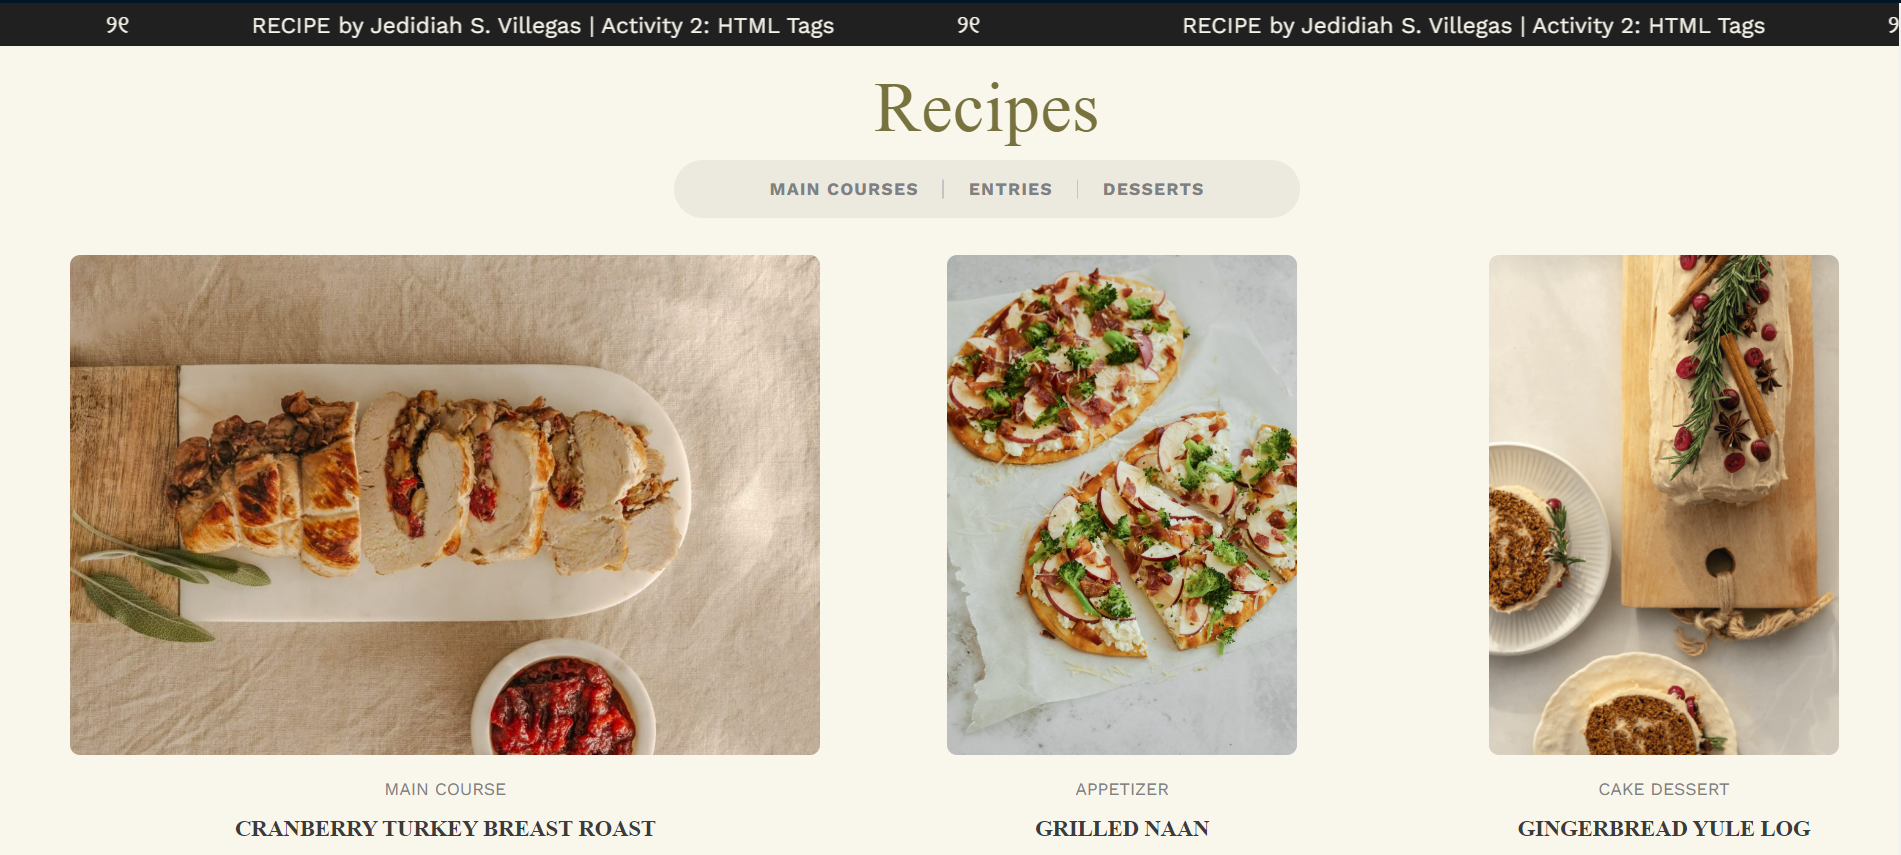 ୨୧ RECIPE by Jedidiah S. Villegas | Activity 2: HTML Tags ୨୧ RECIPE by Jedidiah S. Villegas | Activity 2: HTML Tags
Recipes
MAIN COURSES | ENTRIES | DESSERTS
MAIN COURSE
CRANBERRY TURKEY BREAST ROAST
APPETIZER
GRILLED NAAN
CAKE DESSERT
GINGERBREAD YULE LOG